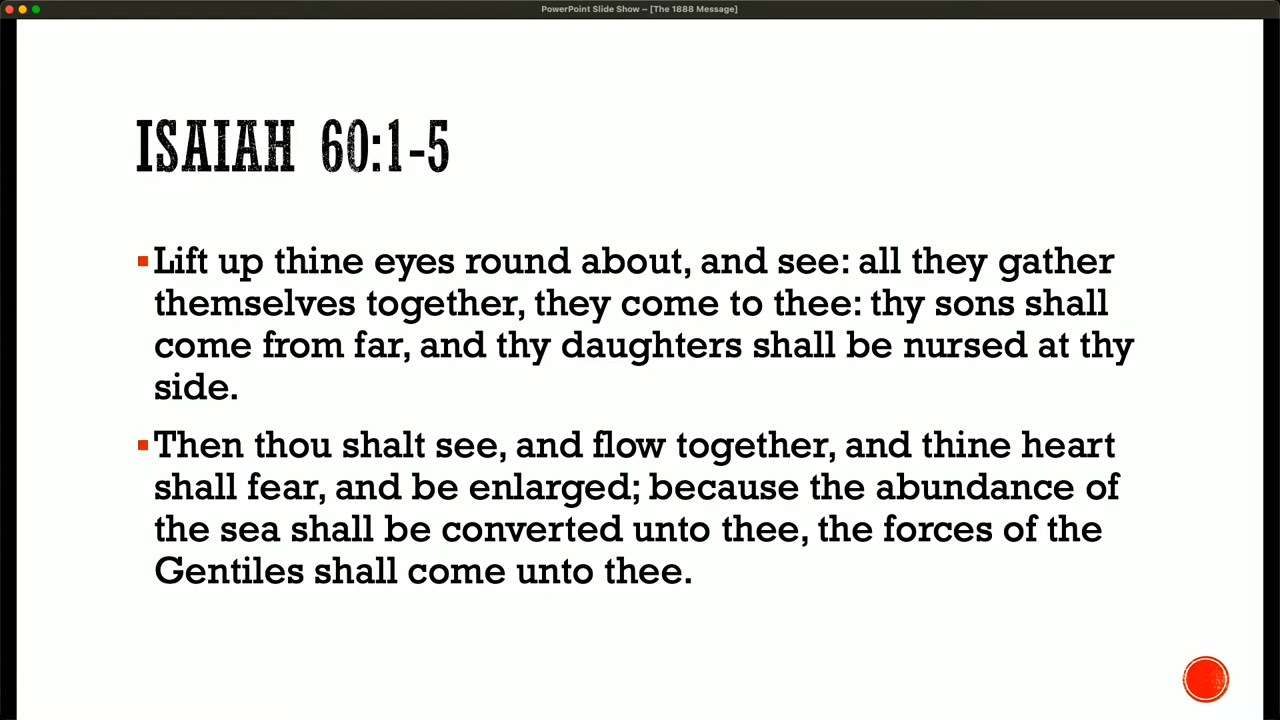 PowerPoint Slide Show – [The 1888 Message]
ISAIAH 60:1-5
▪Lift up thine eyes round about, and see: all they gather
themselves together, they come to thee: thy sons shall
come from far, and thy daughters shall be nursed at thy
side.
▪Then thou shalt see, and flow together, and thine heart
shall fear, and be enlarged; because the abundance of
the sea shall be converted unto thee, the forces of the
Gentiles shall come unto thee.